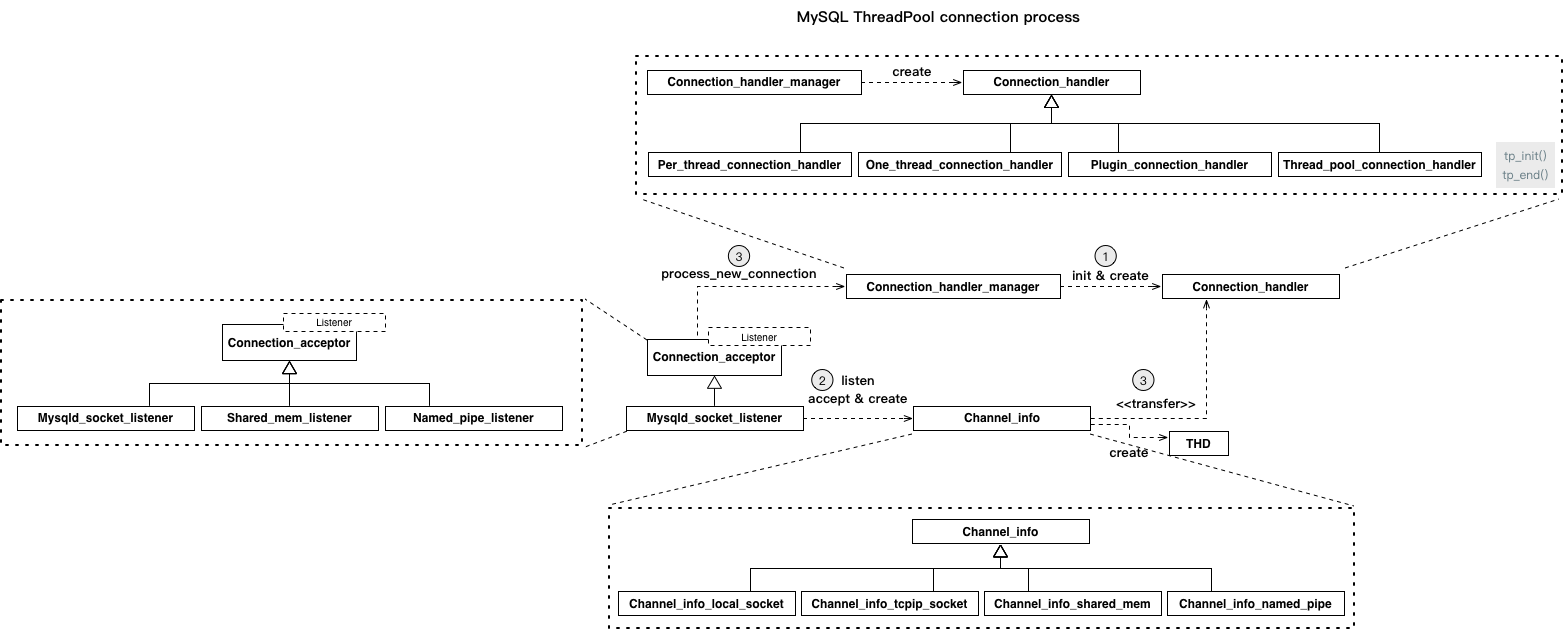 MySQL ThreadPool connection process
Connection_handler_manager
create
Connection_handler
Per_thread_connection_handler
One_thread_connection_handler
Plugin_connection_handler
Thread_pool_connection_handler
tp_init()
tp_end()
3
process_new_connection
1
init & create
Connection_handler_manager
Connection_handler
Listener
Connection_acceptor
Mysqld_socket_listener
Shared_mem_listener
Named_pipe_listener
Listener
Connection_acceptor
2 listen
accept & create
Mysqld_socket_listener
Channel_info
3
<<transfer>>
create
THD
Channel_info
Channel_info_local_socket
Channel_info_tcpip_socket
Channel_info_shared_mem
Channel_info_named_pipe